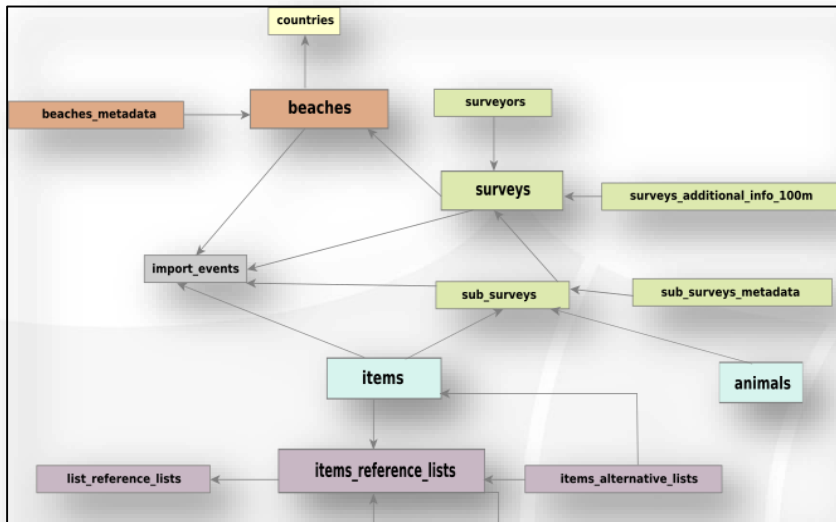 countries
beaches_metadata
beaches
surveyors
surveys
surveys_additional_info_100m
import_events
sub_surveys
sub_surveys_metadata
items
animals
list_reference_lists
items_reference_lists
items_alternative_lists